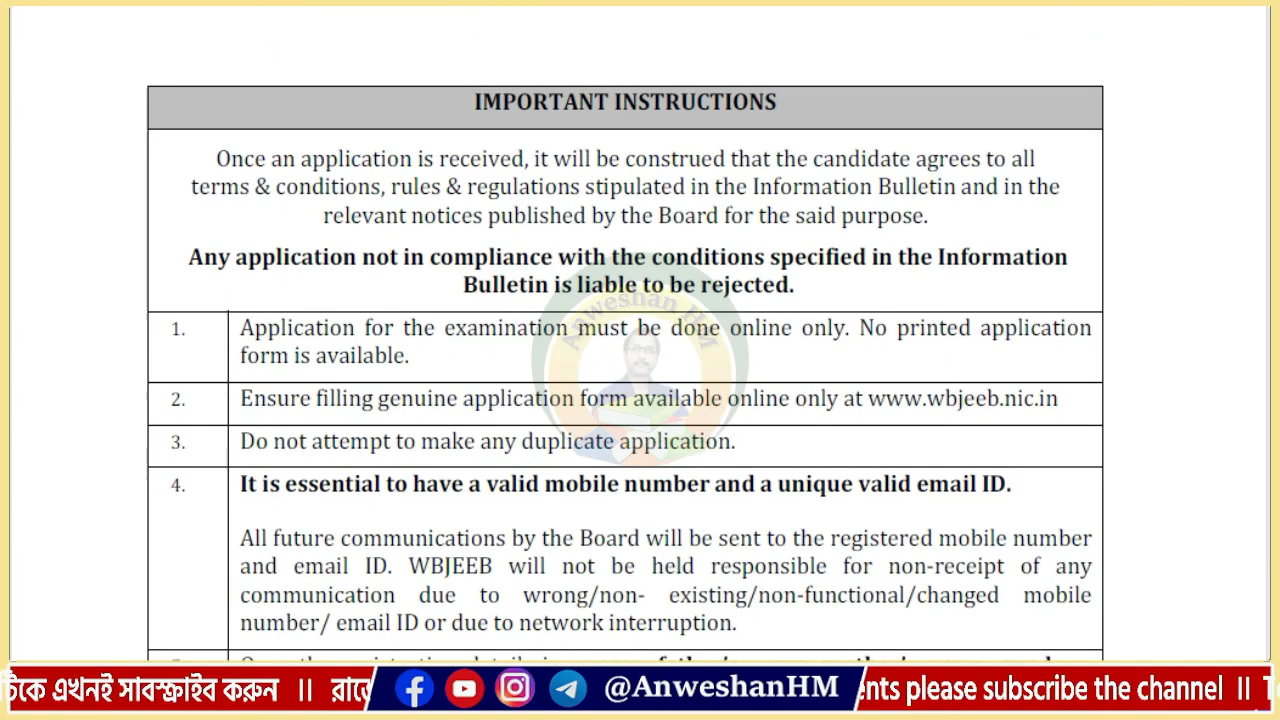 IMPORTANT INSTRUCTIONS
Once an application is received, it will be construed that the candidate agrees to all
terms & conditions, rules & regulations stipulated in the Information Bulletin and in the
relevant notices published by the Board for the said purpose.
Any application not in compliance with the conditions specified in the Information
Bulletin is liable to be rejected.
1. Application for the examination must be done online only. No printed application
form is available.
2. Ensure filling genuine application form available online only at www.wbjeeb.nic.in
3. Do not attempt to make any duplicate application.
4. It is essential to have a valid mobile number and a unique valid email ID.
All future communications by the Board will be sent to the registered mobile number
and email ID. WBJEEB will not be held responsible for non-receipt of any
communication due to wrong/non- existing/non-functional/changed mobile
number/ email ID or due to network interruption.
Anweshan HM
টিকে এখনই সাবস্ক্রাইব করুন ॥ @AnweshanHM please subscribe the channel ॥